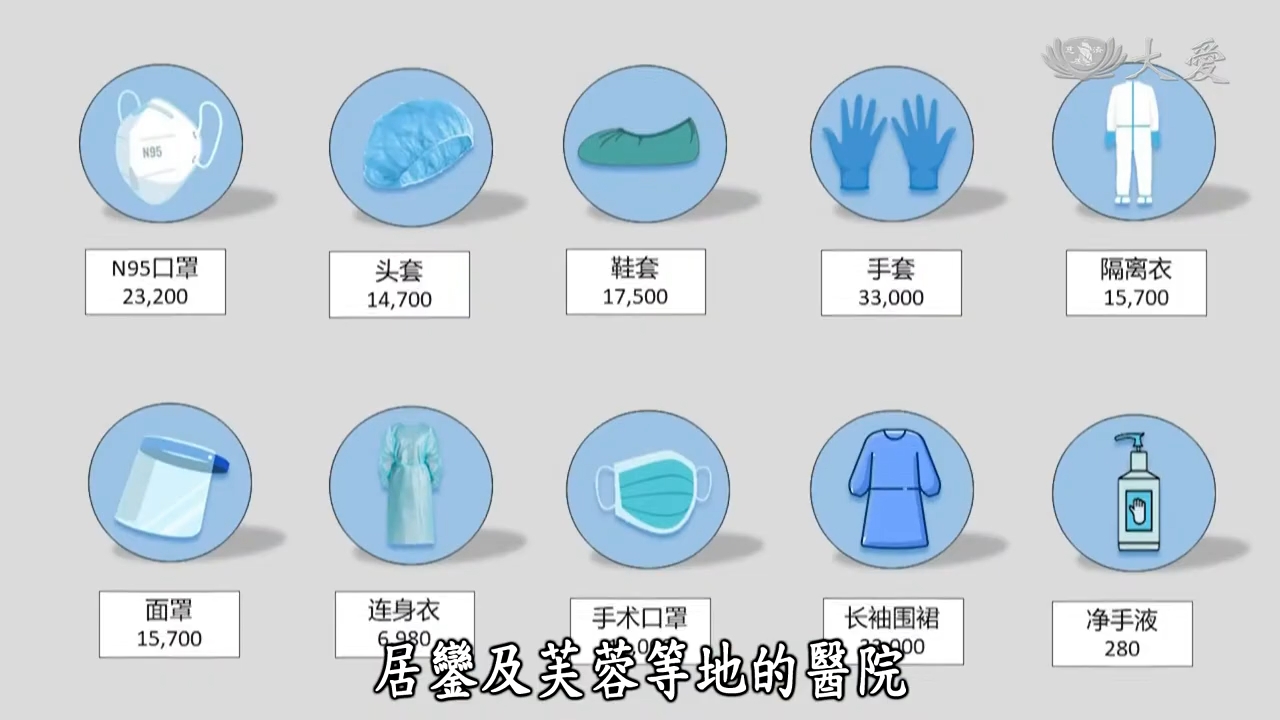 大愛
N95
N95口罩
23,200
头套
14,700
鞋套
17,500
手套
33,000
隔离衣
15,700
面罩
15,700
连身衣
6,980
手术口罩
长袖围裙
净手液
280
居鑾及芙蓉等地的醫院